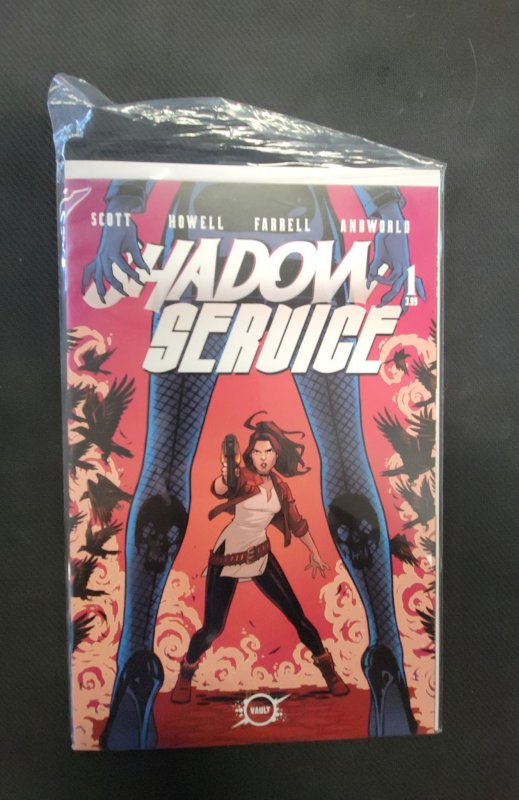 SCOTT HOWELL FARRELL ANDWORLD
SHADOW
SERVICE
1
3.99
VAULT